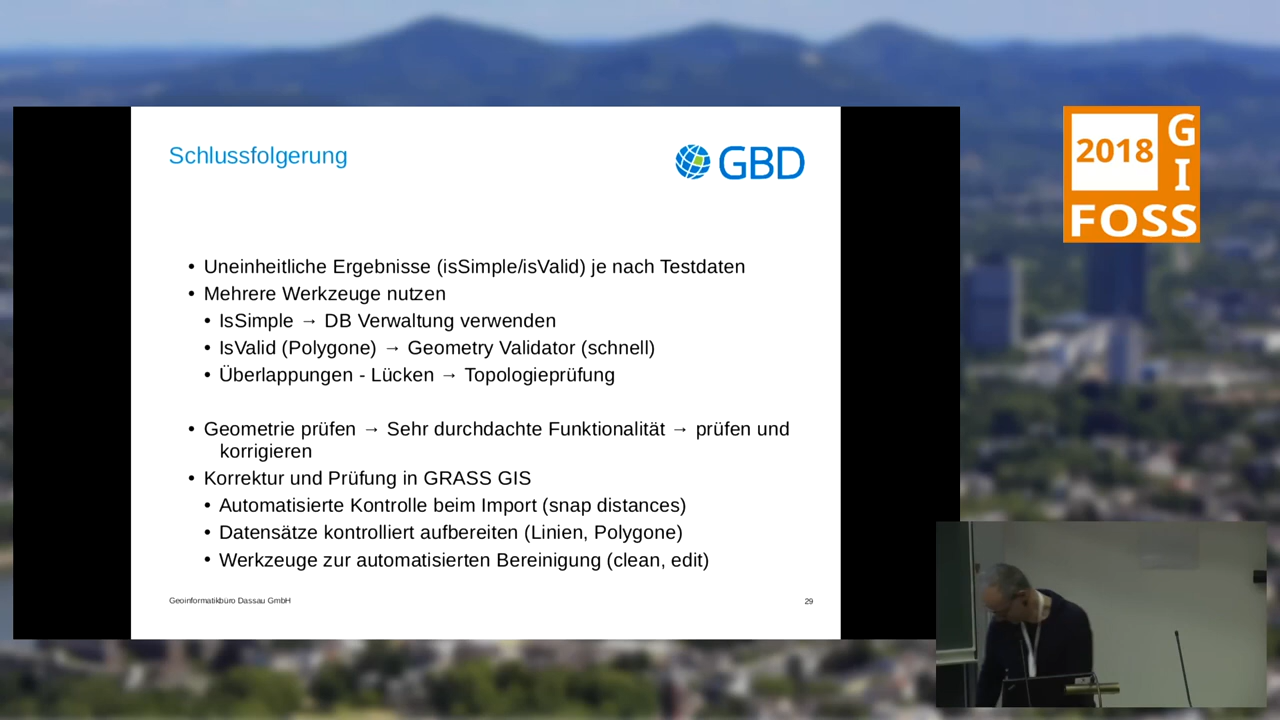 Schlussfolgerung
GBD
• Uneinheitliche Ergebnisse (isSimple/isValid) je nach Testdaten
• Mehrere Werkzeuge nutzen
• IsSimple → DB Verwaltung verwenden
• IsValid (Polygone) → Geometry Validator (schnell)
• Überlappungen - Lücken → Topologieprüfung
• Geometrie prüfen → Sehr durchdachte Funktionalität → prüfen und
korrigieren
• Korrektur und Prüfung in GRASS GIS
• Automatisierte Kontrolle beim Import (snap distances)
• Datensätze kontrolliert aufbereiten (Linien, Polygone)
• Werkzeuge zur automatisierten Bereinigung (clean, edit)
Geoinformatikbüro Dassau GmbH
29
2018
G
I
FOSS